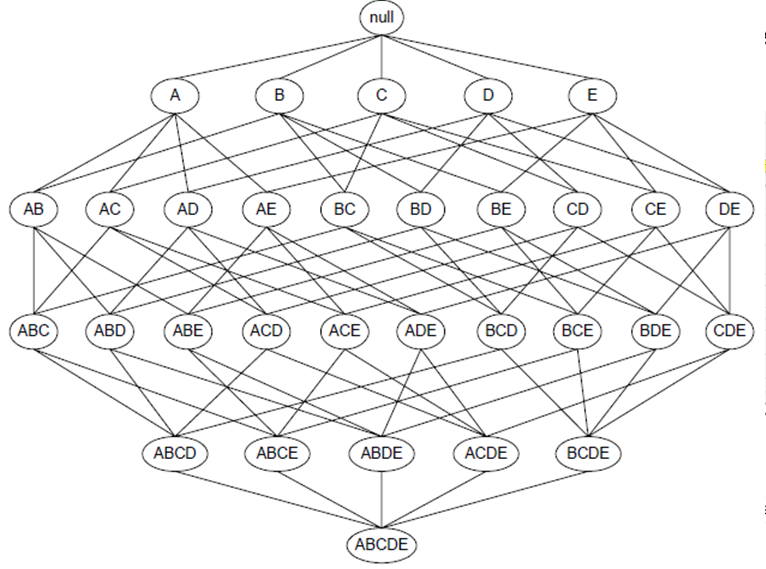 null
A B C D E
AB AC AD AE BC BD BE CD CE DE
ABC ABD ABE ACD ACE ADE BCD BCE BDE CDE
ABCD ABCE ABDE ACDE BCDE
ABCDE